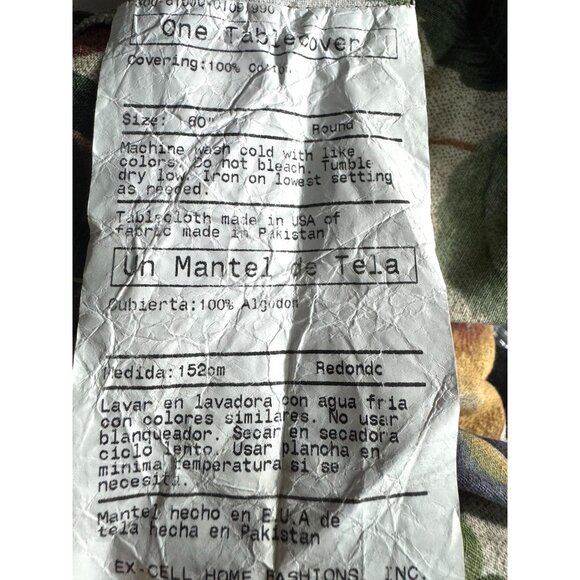 One Tablecover
Covering:100% Cotton
Size: 60" Round
Machine wash cold with like
colors. Do not bleach. Tumble
dry low. Iron on lowest setting
as needed.
Tablecloth made in USA of
fabric made in Pakistan
Un Mantel de Tela
Cubierta:100% Algodon
Medida:152cm Redondo
Lavar en lavadora con agua fria
con colores similares. No usar
blanqueador. Secar en secadora
ciclo lento. Usar plancha en
minima temperatura si se
necesita.
Mantel hecho en E.U.A de
tela hecha en Pakistan
EX-CELL HOME FASHIONS, INC.